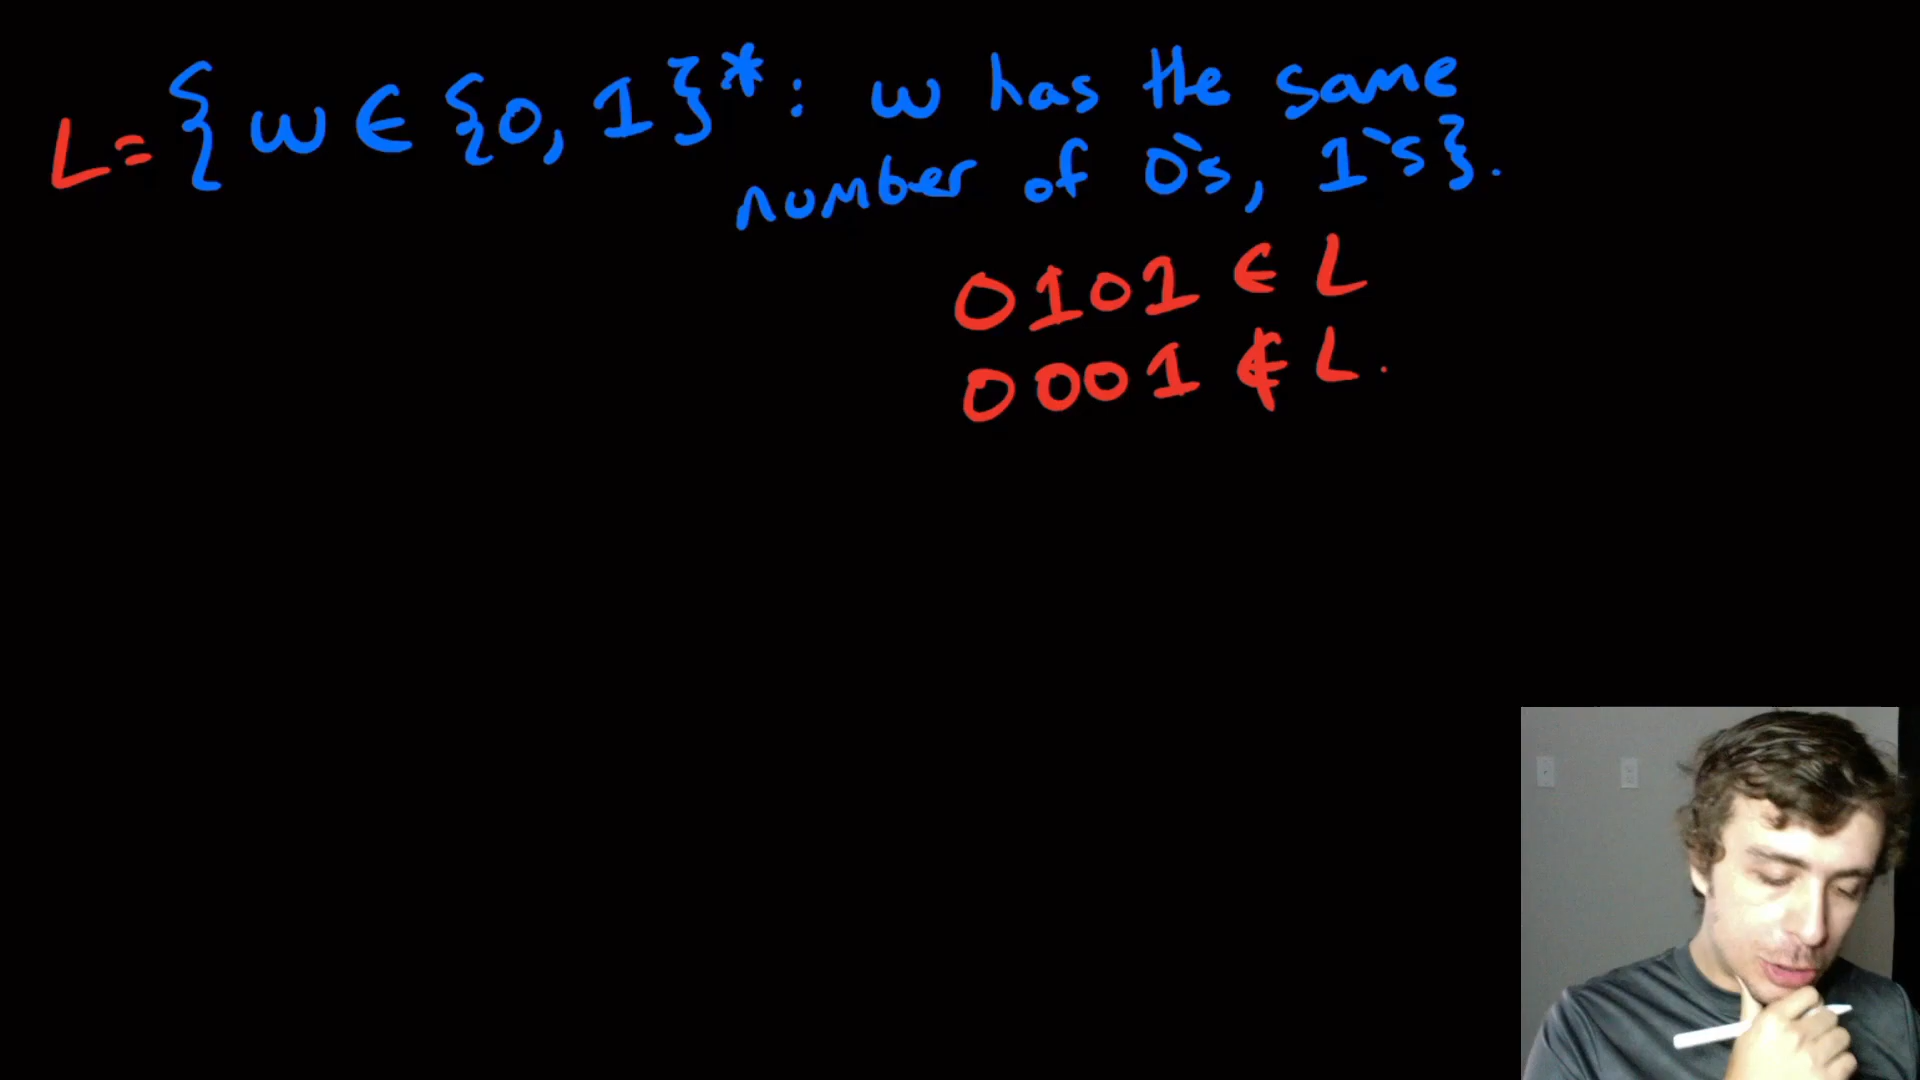 L = { w ∈ {0, 1}* : w has the same
number of 0`s, 1`s}.
0101 ∈ L
0001 ∉ L.